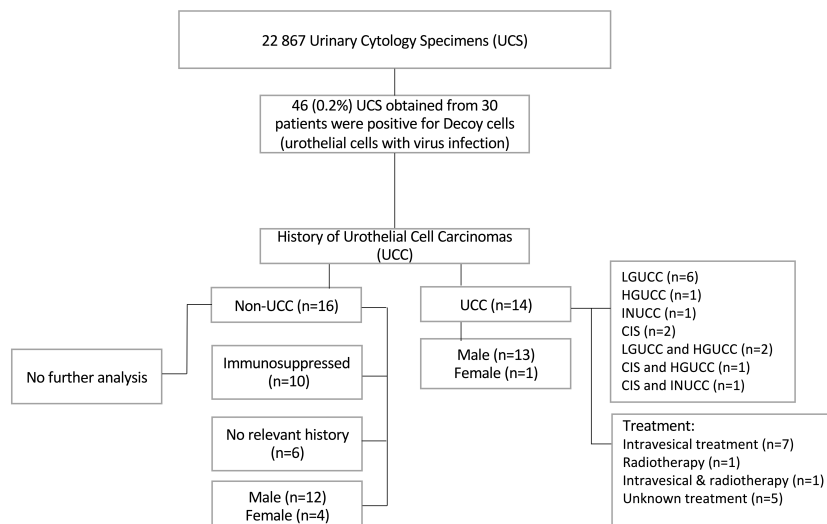 22 867 Urinary Cytology Specimens (UCS)
46 (0.2%) UCS obtained from 30
patients were positive for Decoy cells
(urothelial cells with virus infection)
History of Urothelial Cell Carcinomas
(UCC)
Non-UCC (n=16)
UCC (n=14)
No further analysis
Immunosuppressed
(n=10)
No relevant history
(n=6)
Male (n=12)
Female (n=4)
Male (n=13)
Female (n=1)
LGUCC (n=6)
HGUCC (n=1)
INUCC (n=1)
CIS (n=2)
LGUCC and HGUCC (n=2)
CIS and HGUCC (n=1)
CIS and INUCC (n=1)
Treatment:
Intravesical treatment (n=7)
Radiotherapy (n=1)
Intravesical & radiotherapy (n=1)
Unknown treatment (n=5)